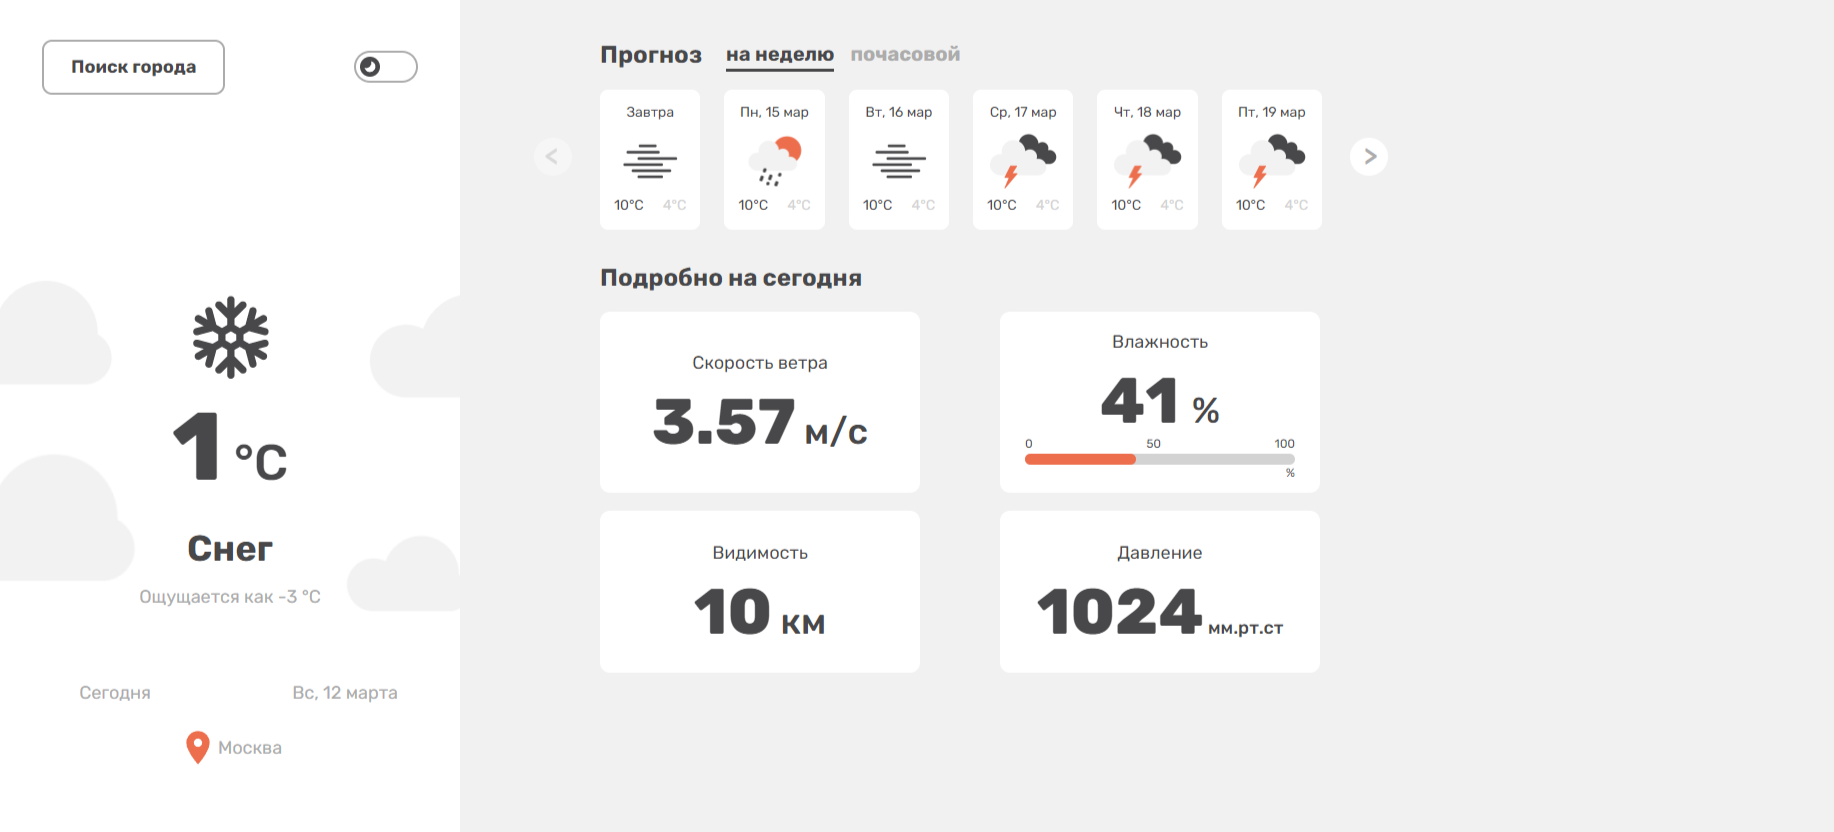 Поиск города
1 °C
Снег
Ощущается как -3 °C
Сегодня Вс, 12 марта
Москва
Прогноз на неделю почасовой
<
Завтра
10°C 4°C
Пн, 15 мар
10°C 4°C
Вт, 16 мар
10°C 4°C
Ср, 17 мар
10°C 4°C
Чт, 18 мар
10°C 4°C
Пт, 19 мар
10°C 4°C
>
Подробно на сегодня
Скорость ветра
3.57 м/с
Влажность
41 %
0 50 100
%
Видимость
10 км
Давление
1024 мм.рт.ст